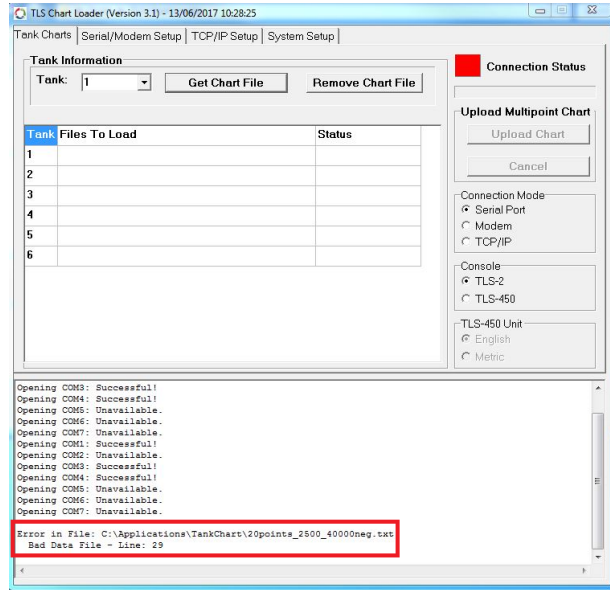 TLS Chart Loader (Version 3.1) - 13/06/2017 10:28:25
Tank Charts Serial/Modem Setup TCP/IP Setup System Setup
Tank Information
Tank: 1 Get Chart File Remove Chart File
Tank Files To Load Status
1
2
3
4
5
6
Connection Status
Upload Multipoint Chart
Upload Chart
Cancel
Connection Mode
Serial Port
Modem
TCP/IP
Console
TLS-2
TLS-450
TLS-450 Unit
English
Metric
Opening COM3: Successful!
Opening COM4: Successful!
Opening COM5: Unavailable.
Opening COM6: Unavailable.
Opening COM7: Unavailable.
Opening COM1: Successful!
Opening COM2: Unavailable.
Opening COM3: Successful!
Opening COM4: Successful!
Opening COM5: Unavailable.
Opening COM6: Unavailable.
Opening COM7: Unavailable.
Error in File: C:\Applications\TankChart\20points_2500_40000neg.txt
Bad Data File - Line: 29